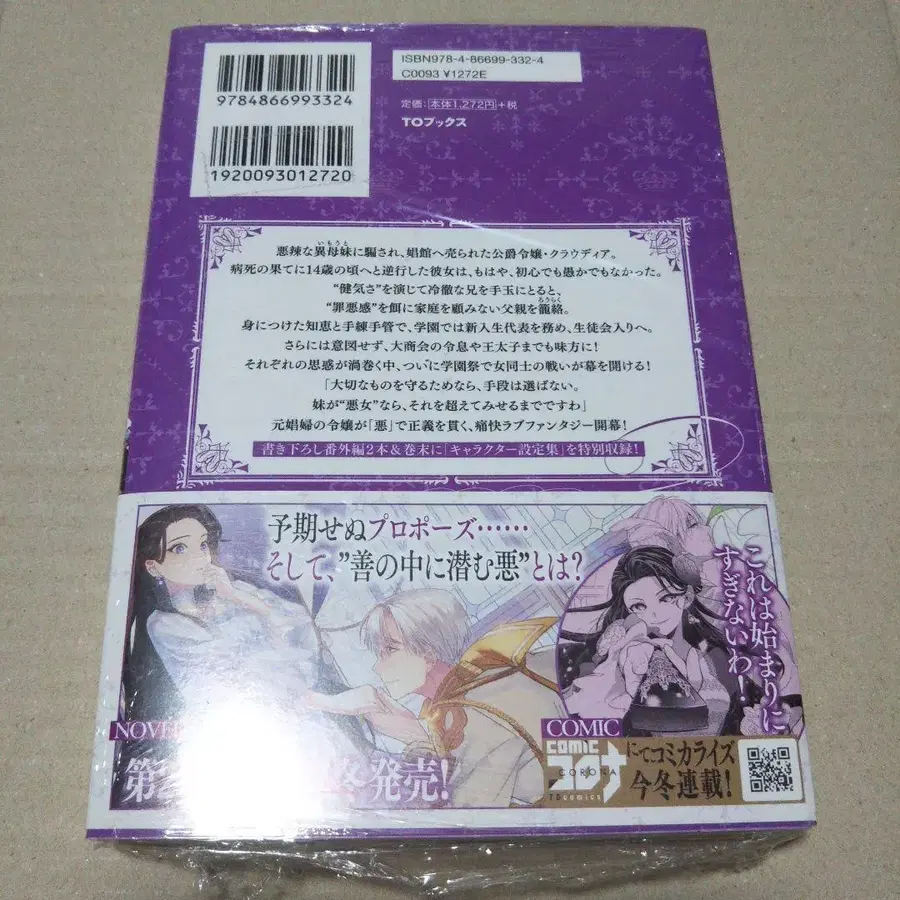 9784866993324
1920093012720
ISBN978-4-86699-332-4
C0093 ¥1272E
定価：本体1,272円＋税
TOブックス
悪辣な異母妹に騙され、娼館へ売られた公爵令嬢・クラウディア。
いもうと
病死の果てに14歳の頃へと逆行した彼女は、もはや、初心でも愚かでもなかった。
“健気さ”を演じて冷徹な兄を手玉にとると、
“罪悪感”を餌に家庭を顧みない父親を籠絡。
ろうらく
身につけた知恵と手練手管で、学園では新入生代表を務め、生徒会入りへ。
さらには意図せず、大商会の令息や王太子までも味方に！
それぞれの思惑が渦巻く中、ついに学園祭で女同士の戦いが幕を開ける！
「大切なものを守るためなら、手段は選ばない。
妹が“悪女”なら、それを超えてみせるまでですわ」
元娼婦の令嬢が「悪」で正義を貫く、痛快ラブファンタジー開幕！
書き下ろし番外編2本＆巻末に「キャラクター設定集」を特別収録！
予期せぬプロポーズ……
そして、”善の中に潜む悪”とは？
これは始まりに
すぎないわ！
NOVEL
第2 冬発売！
COMIC
comic
コロナ
CORONA
TOcomics
にてコミカライズ
今冬連載！